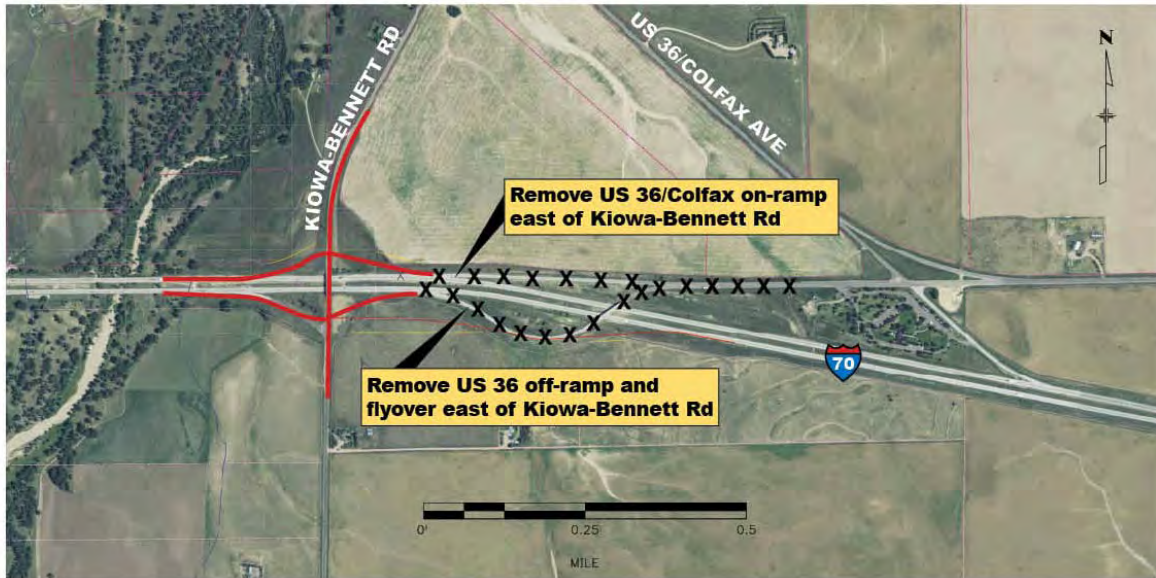 US 36/COLFAX AVE
N
KIOWA-BENNETT RD
Remove US 36/Colfax on-ramp
east of Kiowa-Bennett Rd
X X X X X X X X X X X X X
X X X X X X X X X X
70
Remove US 36 off-ramp and
flyover east of Kiowa-Bennett Rd
0' 0.25 0.5
MILE